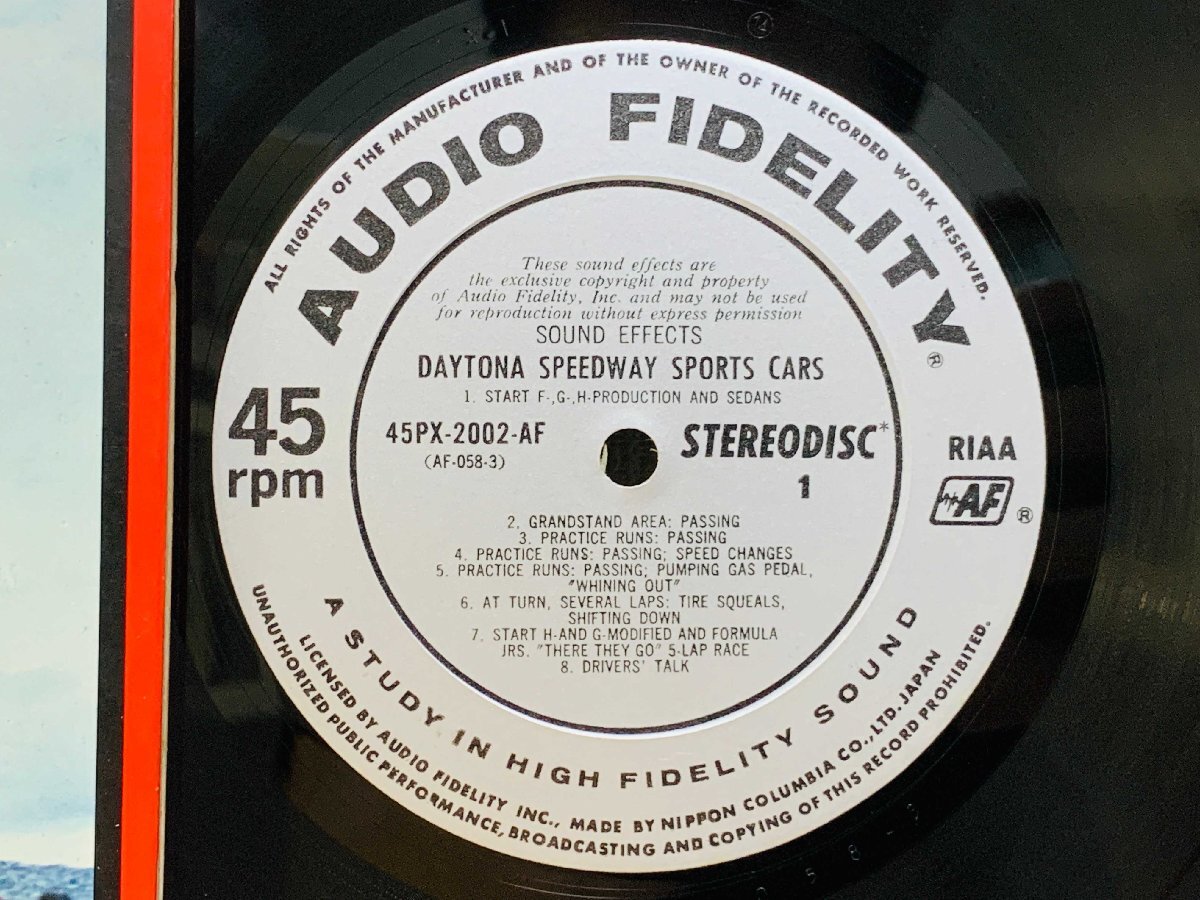 ALL RIGHTS OF THE MANUFACTURER AND OF THE OWNER OF THE RECORDED WORK RESERVED.
AUDIO FIDELITY®
These sound effects are
the exclusive copyright and property
of Audio Fidelity, Inc. and may not be used
for reproduction without express permission
SOUND EFFECTS
DAYTONA SPEEDWAY SPORTS CARS
1. START F-,G-,H-PRODUCTION AND SEDANS
45
rpm
45PX-2002-AF
(AF-058-3)
STEREODISC*
1
RIAA
AF ®
2. GRANDSTAND AREA: PASSING
3. PRACTICE RUNS: PASSING
4. PRACTICE RUNS: PASSING; SPEED CHANGES
5. PRACTICE RUNS: PASSING; PUMPING GAS PEDAL,
"WHINING OUT"
6. AT TURN, SEVERAL LAPS: TIRE SQUEALS,
SHIFTING DOWN
7. START H-AND G-MODIFIED AND FORMULA
JRS. "THERE THEY GO" 5-LAP RACE
8. DRIVERS' TALK
A STUDY IN HIGH FIDELITY SOUND
LICENSED BY AUDIO FIDELITY INC., MADE BY NIPPON COLUMBIA CO., LTD. JAPAN
UNAUTHORIZED PUBLIC PERFORMANCE, BROADCASTING AND COPYING OF THIS RECORD PROHIBITED.
14